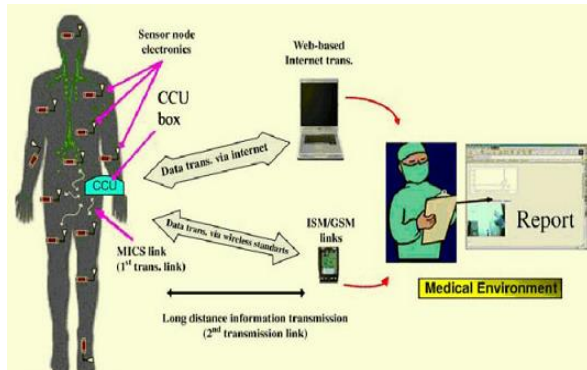 Sensor node
electronics
CCU
box
CCU
MICS link
(1st trans. link)
Web-based
Internet trans.
Data trans. via internet
Data trans. via wireless standarts
ISM/GSM
links
Long distance information transmission
(2nd transmission link)
Report
Medical Environment